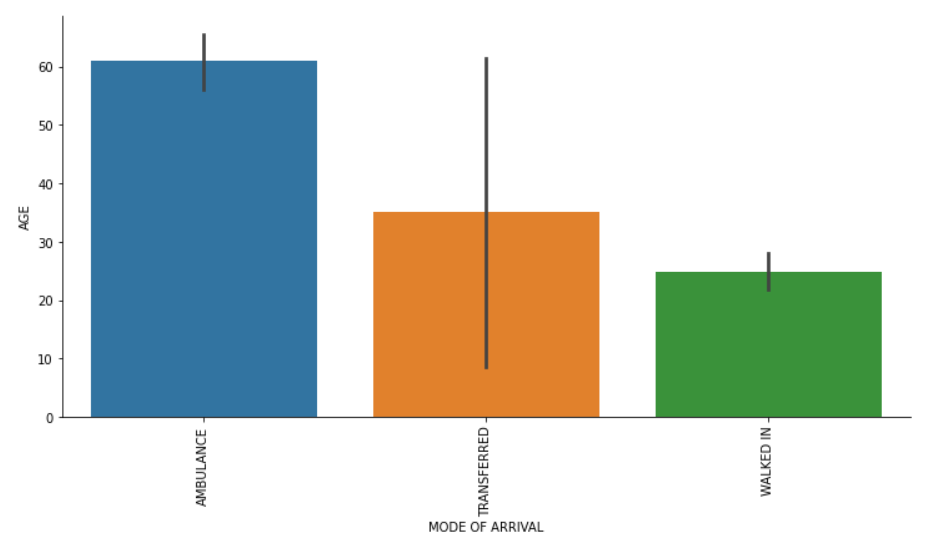 60
50
40
30
20
10
0
AGE
AMBULANCE
TRANSFERRED
WALKED IN
MODE OF ARRIVAL